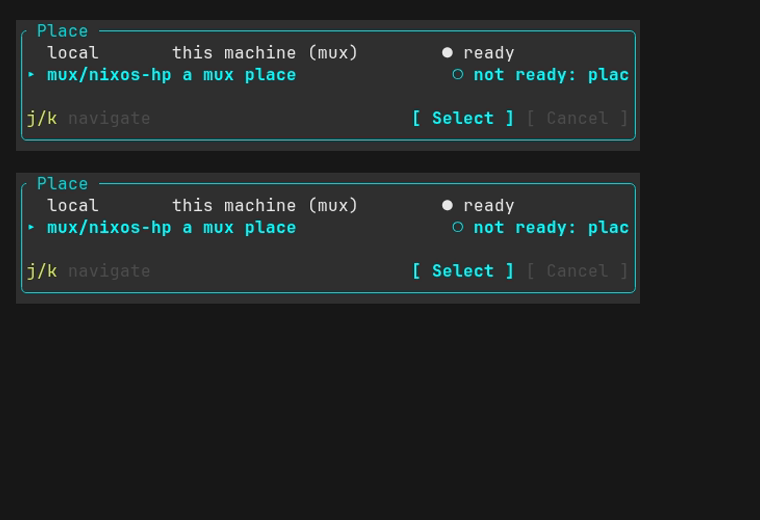 Place
local this machine (mux) ● ready
▸ mux/nixos-hp a mux place ○ not ready: plac
j/k navigate [ Select ] [ Cancel ]
Place
local this machine (mux) ● ready
▸ mux/nixos-hp a mux place ○ not ready: plac
j/k navigate [ Select ] [ Cancel ]